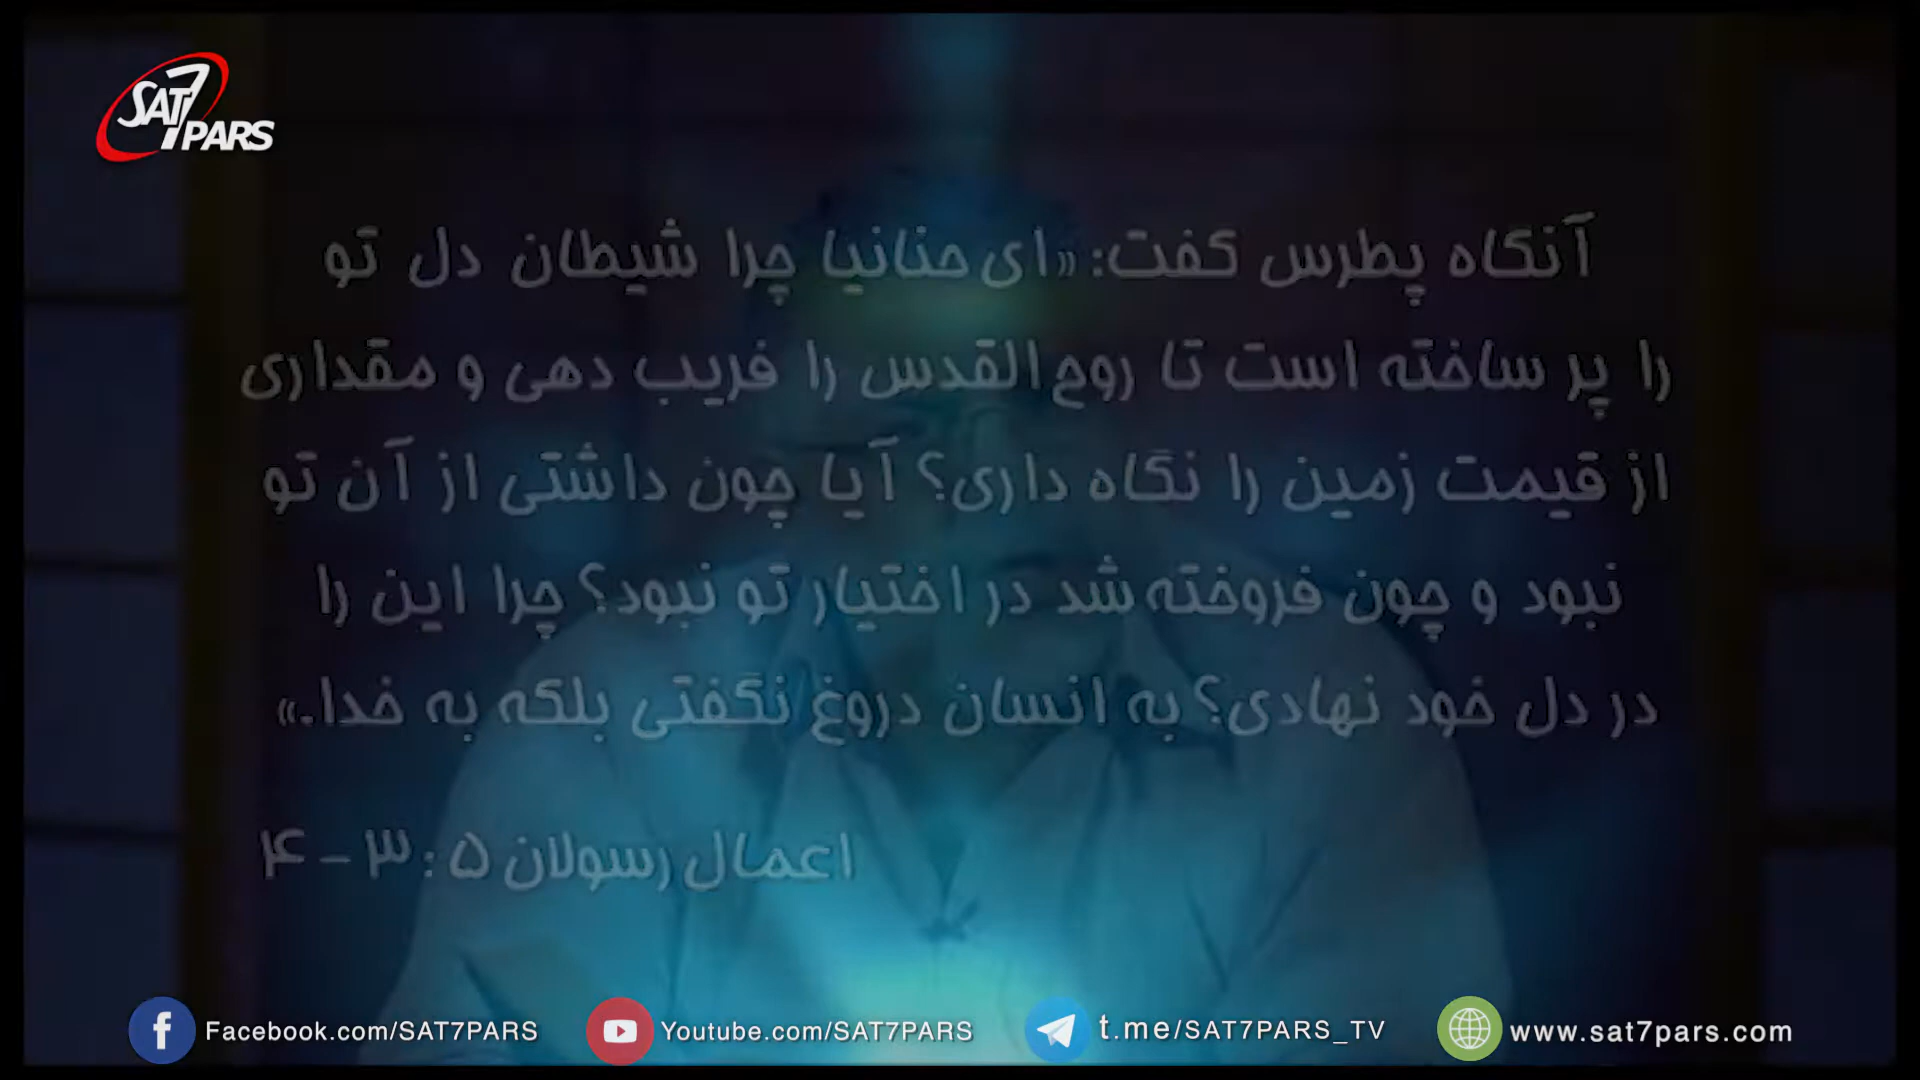 SAT7 PARS
آنگاه پطرس گفت: «ای حنانیا چرا شیطان دل تو
را پر ساخته است تا روح القدس را فریب دهی و مقداری
از قیمت زمین را نگاه داری؟ آیا چون داشتی از آن تو
نبود و چون فروخته شد در اختیار تو نبود؟ چرا این را
در دل خود نهادی؟ به انسان دروغ نگفتی بلکه به خدا.»
اعمال رسولان ۵: ۳ - ۴
Facebook.com/SAT7PARS
Youtube.com/SAT7PARS
t.me/SAT7PARS_TV
www.sat7pars.com